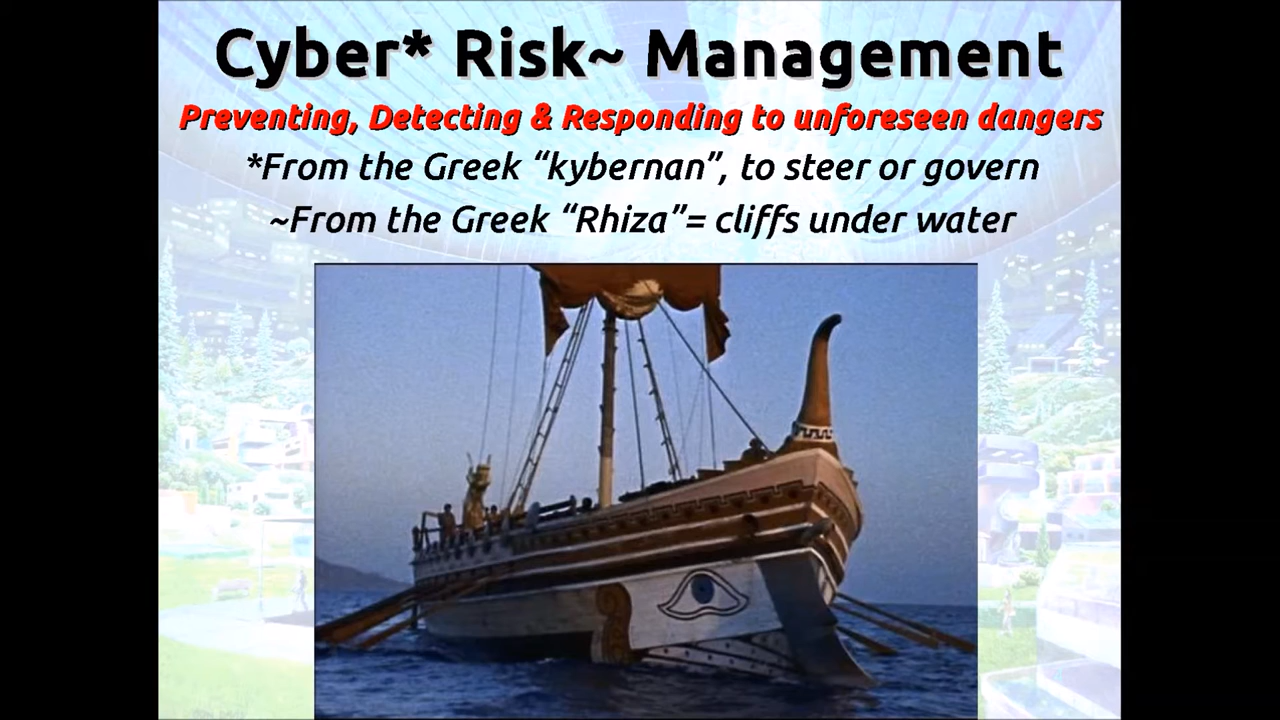 Cyber* Risk~ Management
Preventing, Detecting & Responding to unforeseen dangers
*From the Greek “kybernan”, to steer or govern
~From the Greek “Rhiza”= cliffs under water